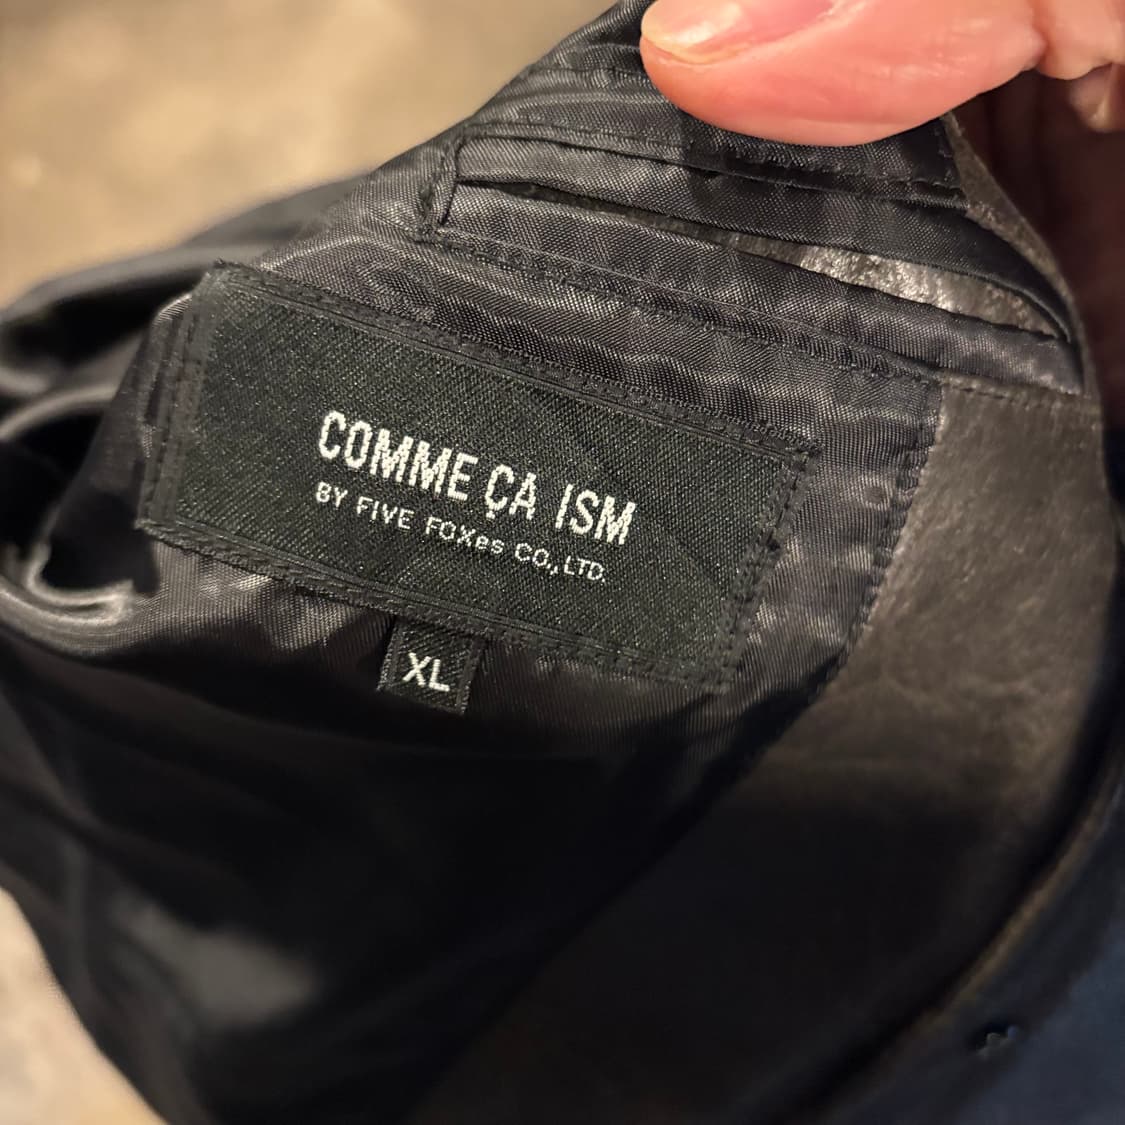 COMME ÇA ISM
BY FIVE FOXes CO., LTD.
XL